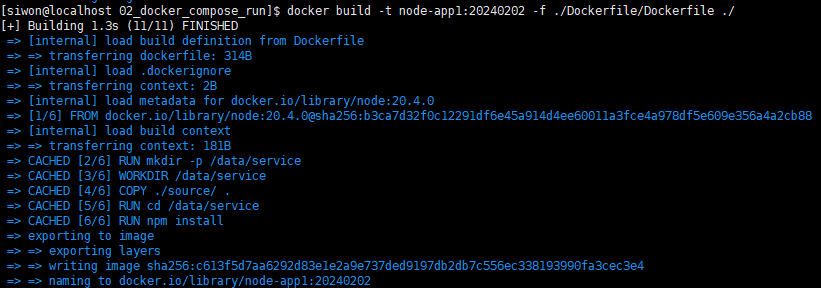 [siwon@localhost 02_docker_compose_run]$ docker build -t node-app1:20240202 -f ./Dockerfile/Dockerfile ./
[+] Building 1.3s (11/11) FINISHED
=> [internal] load build definition from Dockerfile
=> => transferring dockerfile: 314B
=> [internal] load .dockerignore
=> => transferring context: 2B
=> [internal] load metadata for docker.io/library/node:20.4.0
=> [1/6] FROM docker.io/library/node:20.4.0@sha256:b3ca7d32f0c12291df6e45a914d4ee60011a3fce4a978df5e609e356a4a2cb88
=> [internal] load build context
=> => transferring context: 181B
=> CACHED [2/6] RUN mkdir -p /data/service
=> CACHED [3/6] WORKDIR /data/service
=> CACHED [4/6] COPY ./source/ .
=> CACHED [5/6] RUN cd /data/service
=> CACHED [6/6] RUN npm install
=> exporting to image
=> => exporting layers
=> => writing image sha256:c613f5d7aa6292d83e1e2a9e737ded9197db2db7c556ec338193990fa3cec3e4
=> => naming to docker.io/library/node-app1:20240202